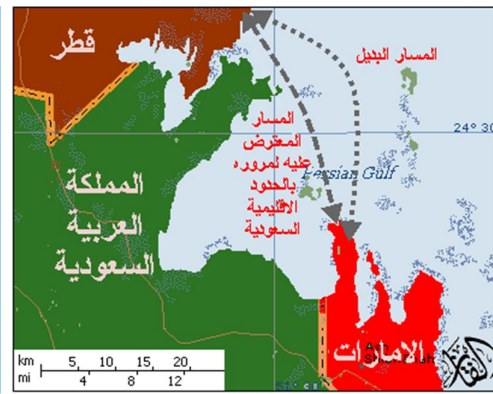 قطر
المسار البديل
24° 30
المسار
المعترض
عليه لمروره
بالحدود
الاقليمية
السعودية
Persian Gulf
المملكة
العربية
السعودية
الامارات
km 5 10 15 20
mi 4 8 12